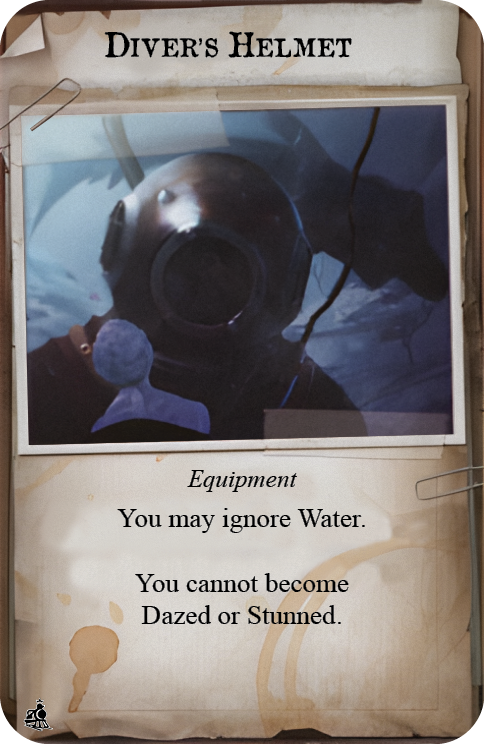 Diver's Helmet
Equipment
You may ignore Water.
You cannot become
Dazed or Stunned.